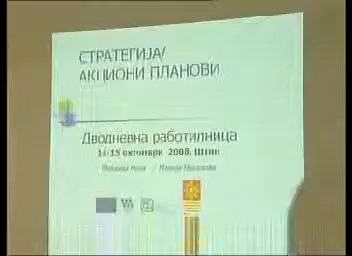 СТРАТЕГИЈА/
АКЦИОНИ ПЛАНОВИ
Дводневна работилница
14-15 октомври 2008, Штип